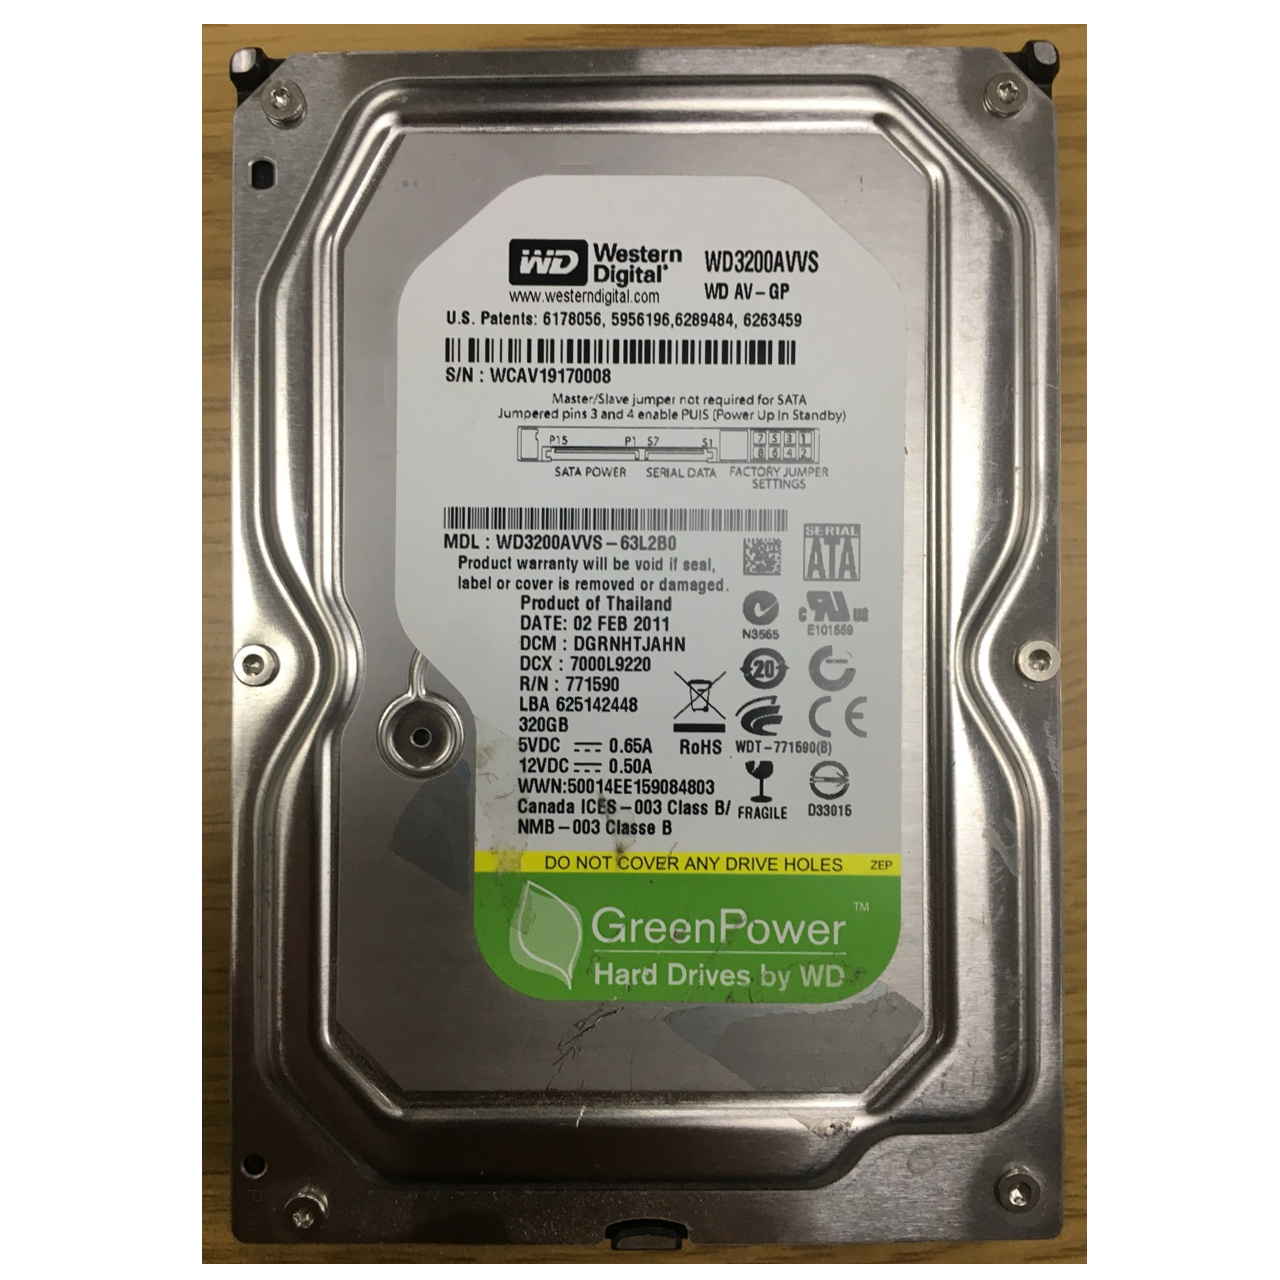 WD Western Digital WD3200AVVS
www.westerndigital.com WD AV-GP
U.S. Patents: 6178056, 5956196,6289484, 6263459
S/N : WCAV19170008
Master/Slave jumper not required for SATA
Jumpered pins 3 and 4 enable PUIS (Power Up In Standby)
P15 P1 S7 S1 7 5 3 1
8 6 4 2
SATA POWER SERIAL DATA FACTORY JUMPER
SETTINGS
MDL : WD3200AVVS-63L2B0
SERIAL
ATA
Product warranty will be void if seal,
label or cover is removed or damaged.
Product of Thailand
DATE: 02 FEB 2011
N3565 E101559
DCM : DGRNHTJAHN
DCX : 7000L9220
20
R/N : 771590
LBA 625142448
320GB
CE
5VDC 0.65A
RoHS WDT-771590(B)
12VDC 0.50A
WWN:50014EE159084803
Canada ICES-003 Class B/
FRAGILE D33015
NMB-003 Classe B
DO NOT COVER ANY DRIVE HOLES ZEP
GreenPower™
Hard Drives by WD